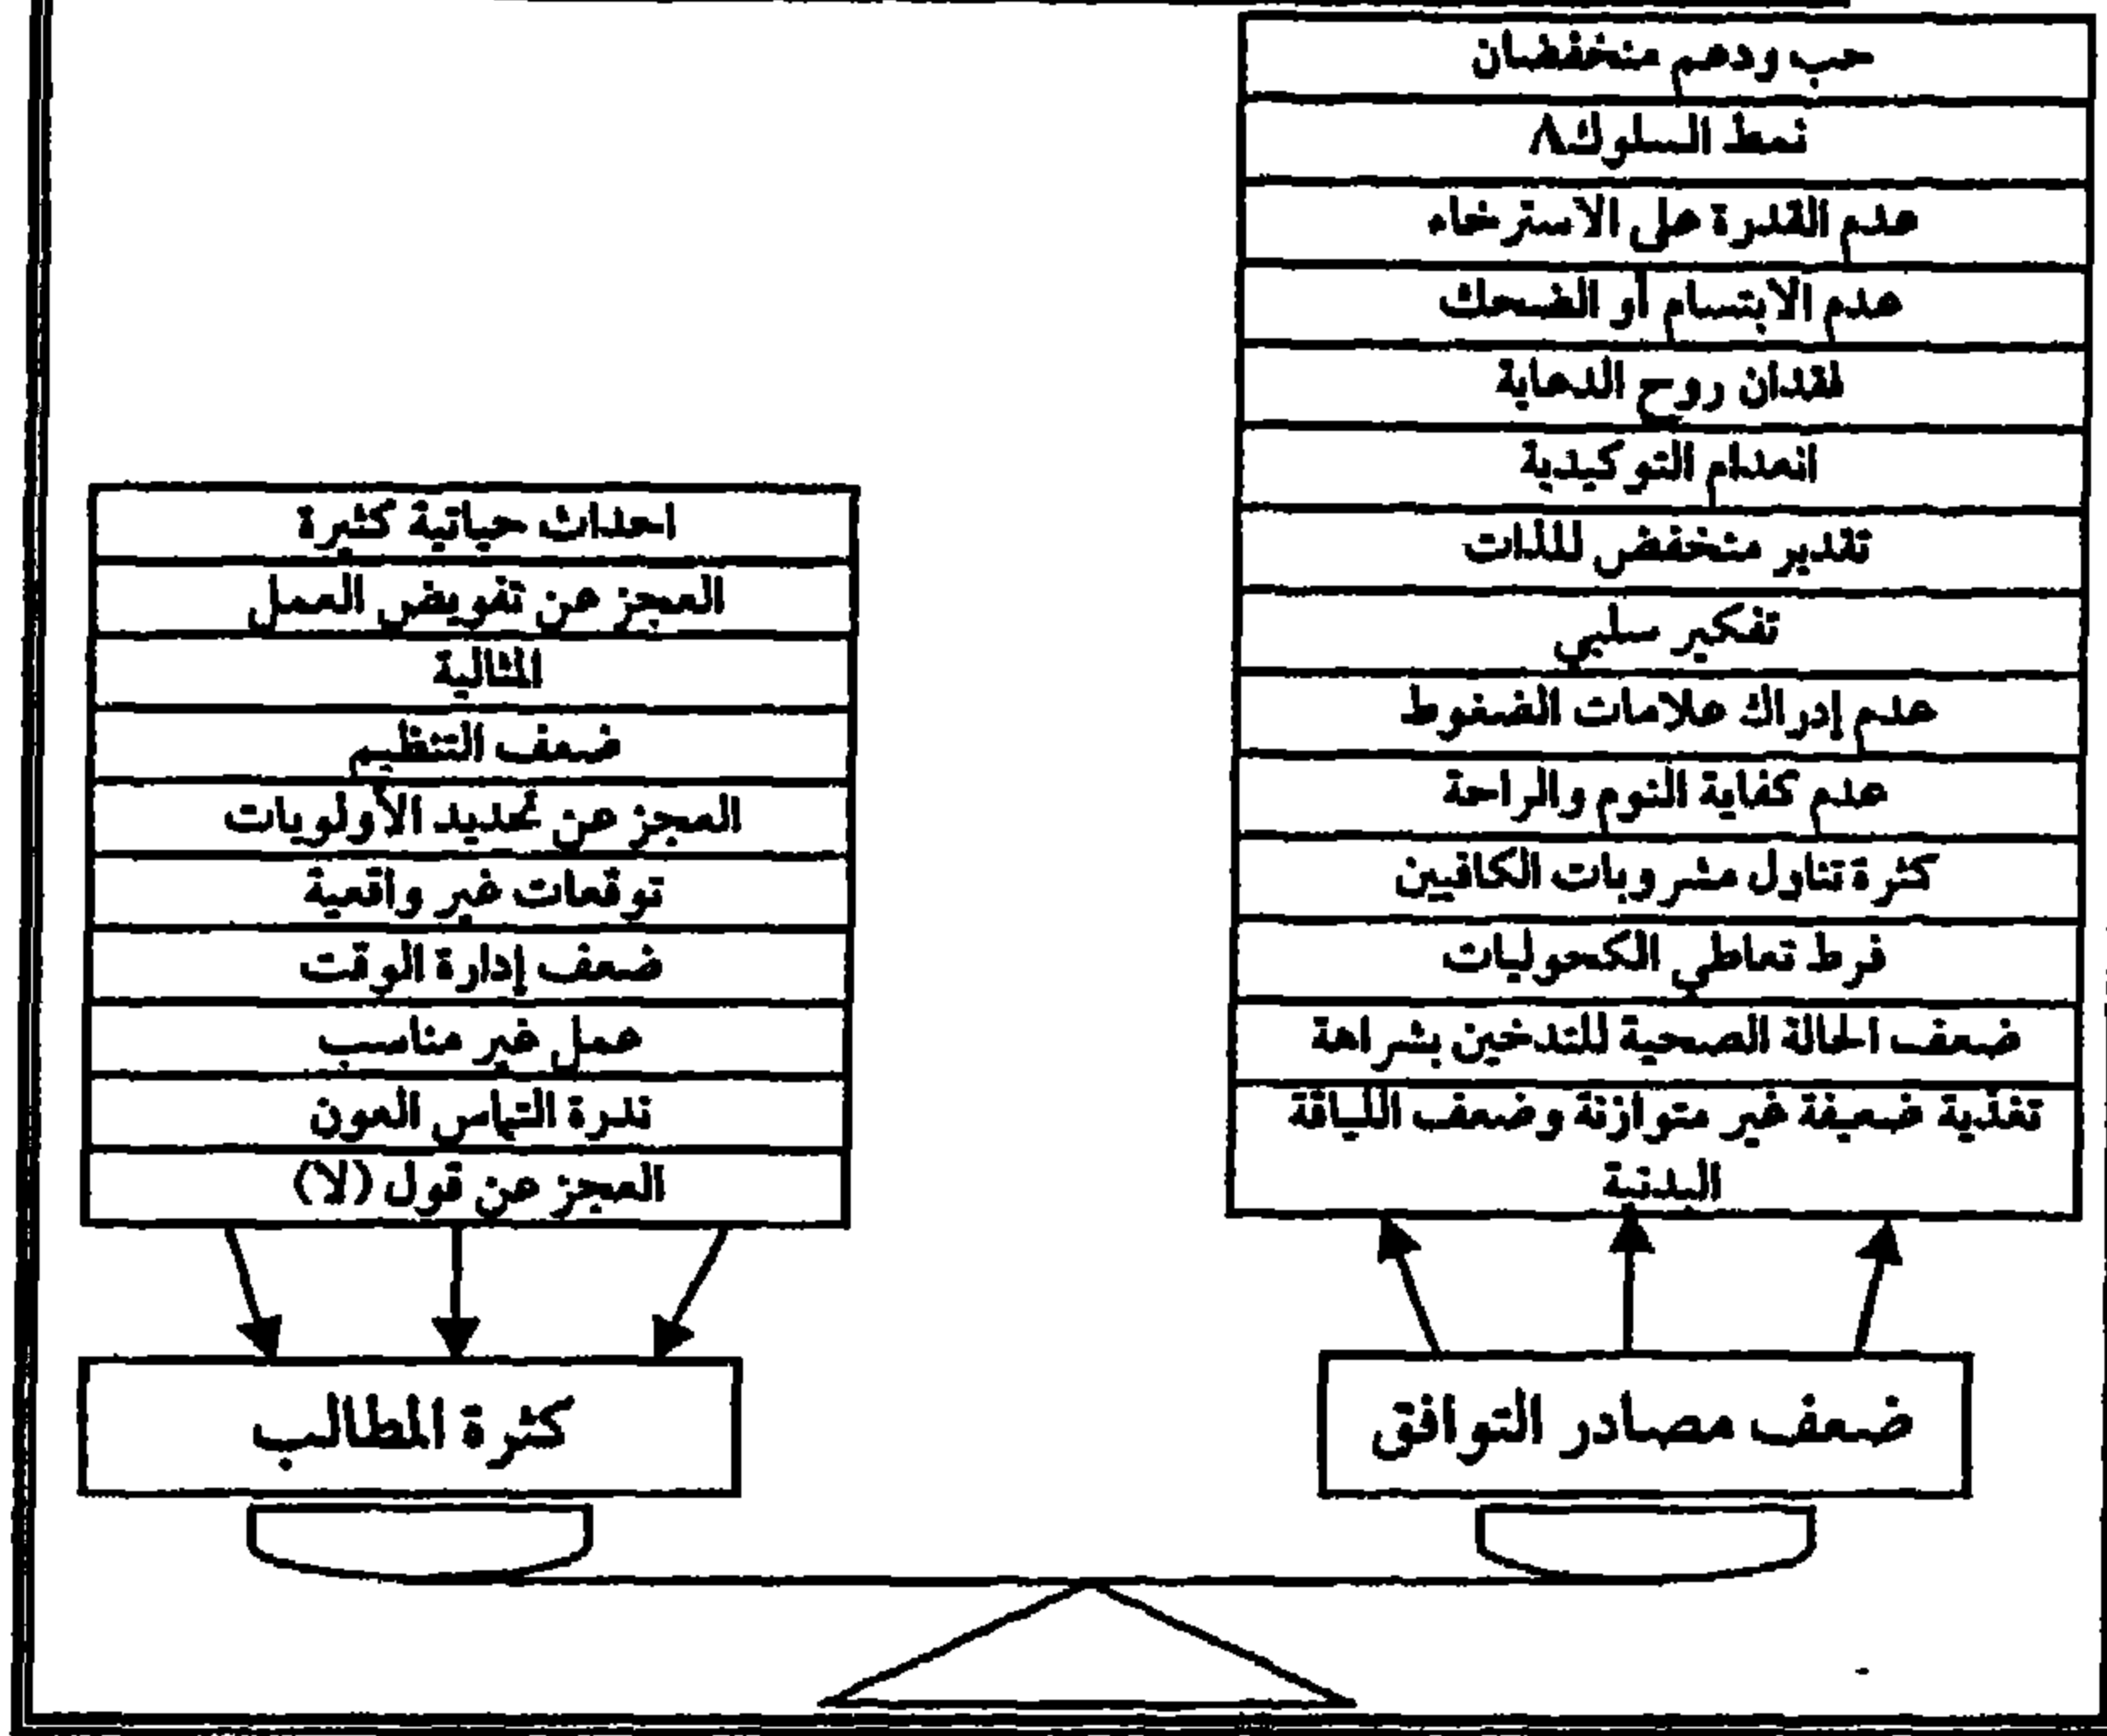 حب ودعم منخفضان
نمط السلوك ٨
عدم القدرة على الاسترخاء
عدم الابتسام أو الضحك
فقدان روح الدعابة
انعدام التوكيدية
تقدير منخفض للذات
تفكير سلبي
عدم إدراك علامات الضغوط
عدم كفاية النوم والراحة
كثرة تناول مشروبات الكافين
فرط تعاطي الكحوليات
ضعف الحالة الصحية للتدخين بشراهة
تغذية ضعيفة غير متوازنة وضعف اللياقة
البدنية
ضعف مصادر التوافق
احداث حياتية كثيرة
العجز عن تفويض العمل
المثالية
ضعف التنظيم
العجز عن تحديد الأولويات
توقعات غير واقعية
ضعف إدارة الوقت
عمل غير مناسب
ندرة التماس العون
العجز عن قول (لا)
كثرة المطالب